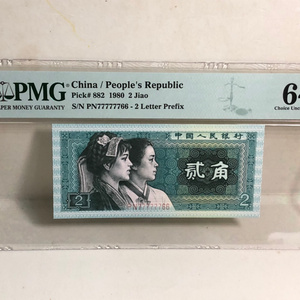 PMG
PAPER MONEY GUARANTY
China / People's Republic
Pick# 882 1980 2 Jiao
S/N PN77777766 - 2 Letter Prefix
64
Choice Unc
中国人民银行
贰角
2
2
PN77777766